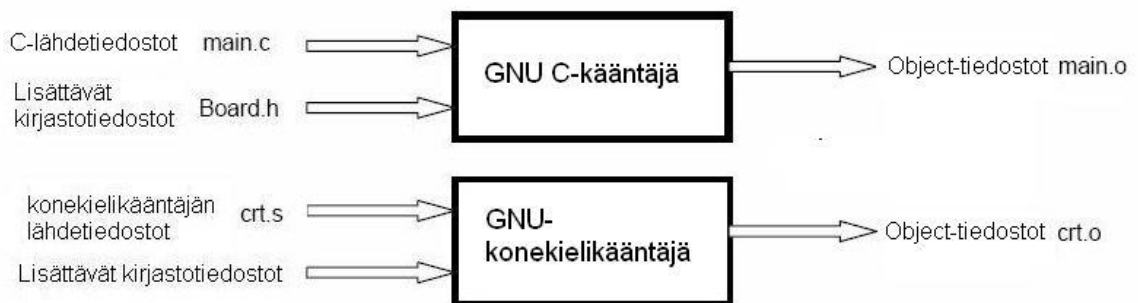 C-lähdetiedostot main.c
Lisättävät
kirjastotiedostot Board.h
GNU C-kääntäjä
Object-tiedostot main.o
konekielikääntäjän
lähdetiedostot crt.s
Lisättävät kirjastotiedostot
GNU-
konekielikääntäjä
Object-tiedostot crt.o